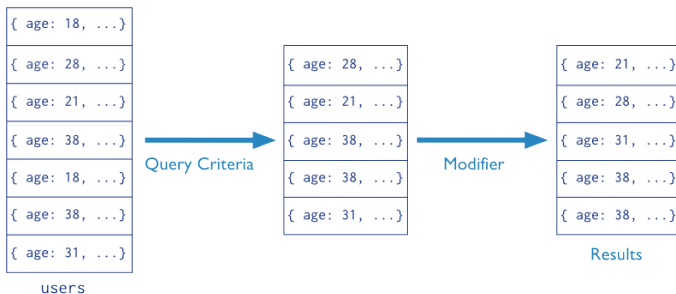 { age: 18, ...}
{ age: 28, ...}
{ age: 21, ...}
{ age: 38, ...}
{ age: 18, ...}
{ age: 38, ...}
{ age: 31, ...}
users
Query Criteria
{ age: 28, ...}
{ age: 21, ...}
{ age: 38, ...}
{ age: 38, ...}
{ age: 31, ...}
Modifier
{ age: 21, ...}
{ age: 28, ...}
{ age: 31, ...}
{ age: 38, ...}
{ age: 38, ...}
Results